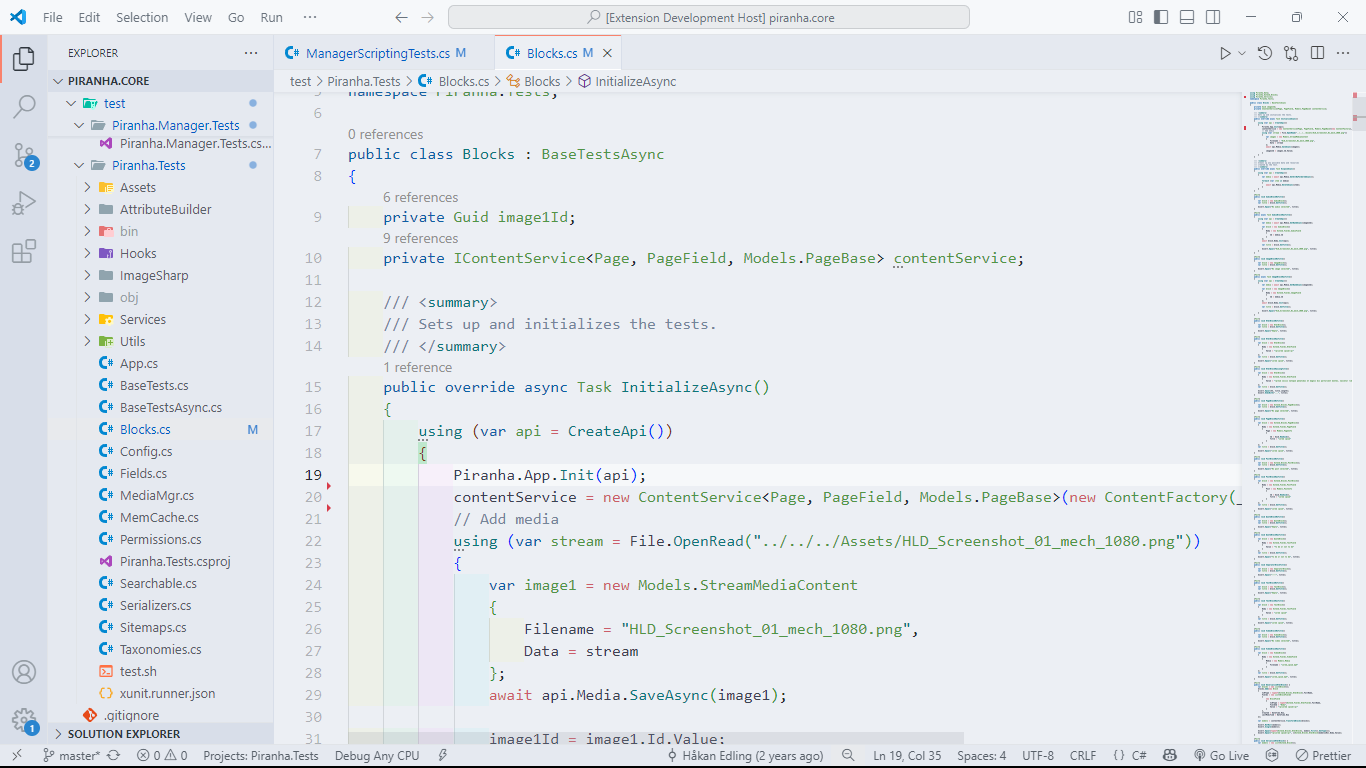 File Edit Selection View Go Run ···
[Extension Development Host] piranha.core
EXPLORER
PIRANHA.CORE
test
Piranha.Manager.Tests
Piranha.Manager.Tests.cs...
Piranha.Tests
Assets
AttributeBuilder
bin
Hooks
ImageSharp
obj
Services
Utils
App.cs
BaseTests.cs
BaseTestsAsync.cs
Blocks.cs M
Config.cs
Fields.cs
MediaMgr.cs
MemCache.cs
Permissions.cs
Piranha.Tests.csproj
Searchable.cs
Serializers.cs
Sitemaps.cs
Taxonomies.cs
test.sh
xunit.runner.json
.gitignore
SOLUTION EXPLORER
2
1
ManagerScriptingTests.cs M
Blocks.cs M
test > Piranha.Tests > Blocks.cs > Blocks > InitializeAsync
5 namespace Piranha.Tests;
6
0 references
7 public class Blocks : BaseTestsAsync
8 {
6 references
9 private Guid image1Id;
9 references
10 private IContentService<Page, PageField, Models.PageBase> contentService;
11
12 /// <summary>
13 /// Sets up and initializes the tests.
14 /// </summary>
1 reference
15 public override async Task InitializeAsync()
16 {
17 using (var api = CreateApi())
18 {
19 Piranha.App.Init(api);
20 contentService = new ContentService<Page, PageField, Models.PageBase>(new ContentFactory(_
21 // Add media
22 using (var stream = File.OpenRead("../../../Assets/HLD_Screenshot_01_mech_1080.png"))
23 {
24 var image1 = new Models.StreamMediaContent
25 {
26 Filename = "HLD_Screenshot_01_mech_1080.png",
27 Data = stream
28 };
29 await api.Media.SaveAsync(image1);
30
31 image1Id = image1.Id.Value;
master* 0 0 Projects: Piranha.Tests Debug Any CPU Håkan Edling (2 years ago) Ln 19, Col 35 Spaces: 4 UTF-8 CRLF {} C# Go Live Prettier